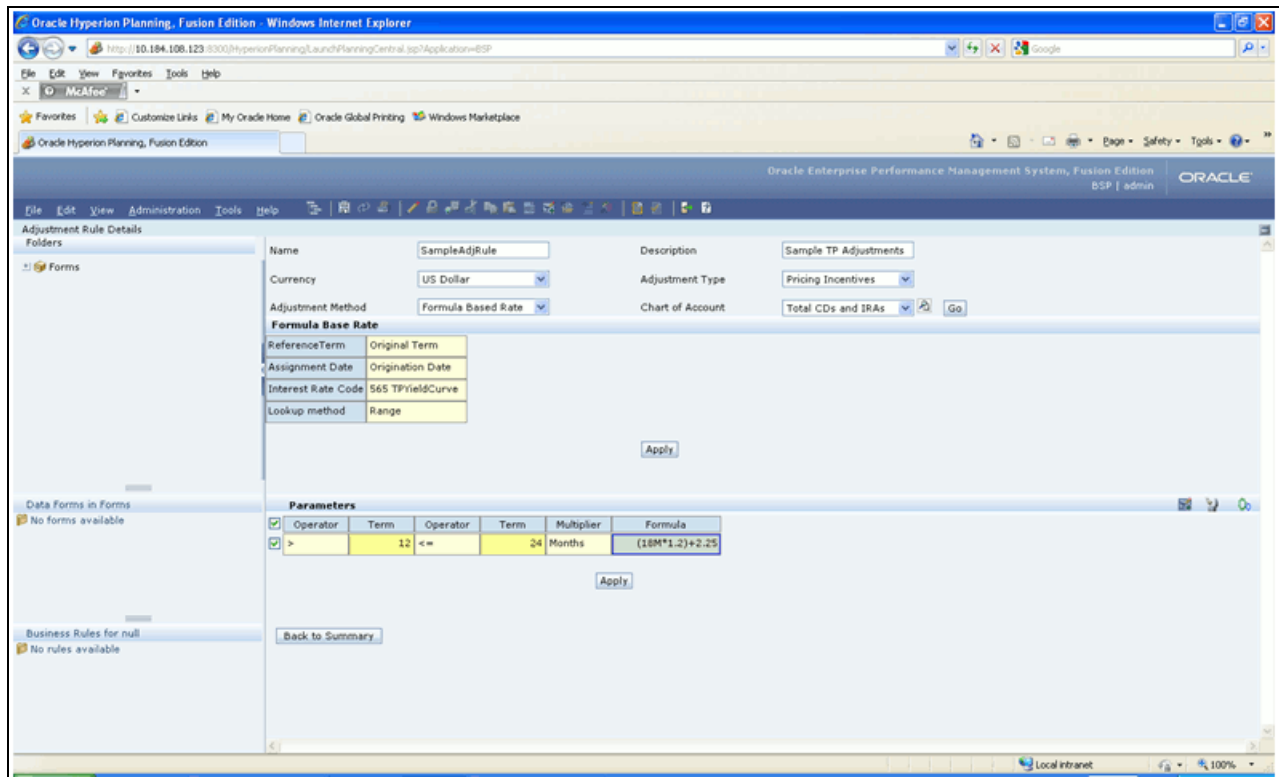 Oracle Hyperion Planning, Fusion Edition - Windows Internet Explorer
http://10.184.108.123:8300/HyperionPlanning/LaunchPlanningCentral.jsp?Application=BSP
Google
File Edit View Favorites Tools Help
X McAfee
Favorites Customize Links My Oracle Home Oracle Global Printing Windows Marketplace
Oracle Hyperion Planning, Fusion Edition
Page Safety Tools
Oracle Enterprise Performance Management System, Fusion Edition
BSP | admin
ORACLE
File Edit View Administration Tools Help
Adjustment Rule Details
Folders
Forms
Name SampleAdjRule Description Sample TP Adjustments
Currency US Dollar Adjustment Type Pricing Incentives
Adjustment Method Formula Based Rate Chart of Account Total CDs and IRAs Go
Formula Base Rate
ReferenceTerm Original Term
Assignment Date Origination Date
Interest Rate Code 565 TPYieldCurve
Lookup method Range
Apply
Data Forms in Forms
No forms available
Parameters
Operator Term Operator Term Multiplier Formula
> 12 <= 24 Months (18M*1.2)+2.25
Apply
Business Rules for null
No rules available
Back to Summary
Local intranet 100%